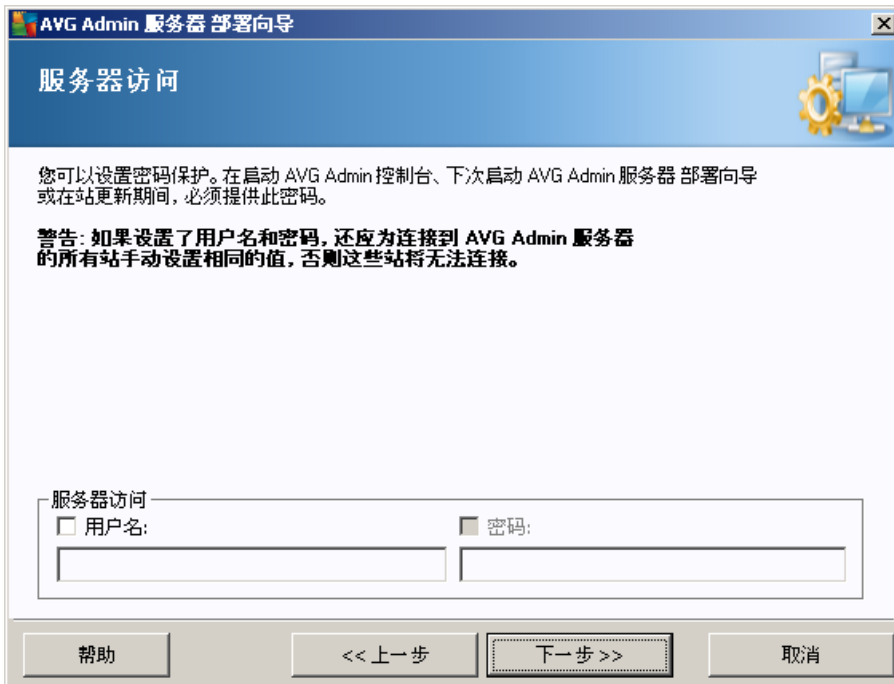 AVG Admin 服务器 部署向导
服务器访问
您可以设置密码保护。在启动 AVG Admin 控制台、下次启动 AVG Admin 服务器 部署向导
或在站更新期间, 必须提供此密码。
警告: 如果设置了用户名和密码, 还应为连接到 AVG Admin 服务器
的所有站手动设置相同的值, 否则这些站将无法连接。
服务器访问
用户名:
密码:
帮助
<< 上一步
下一步 >>
取消